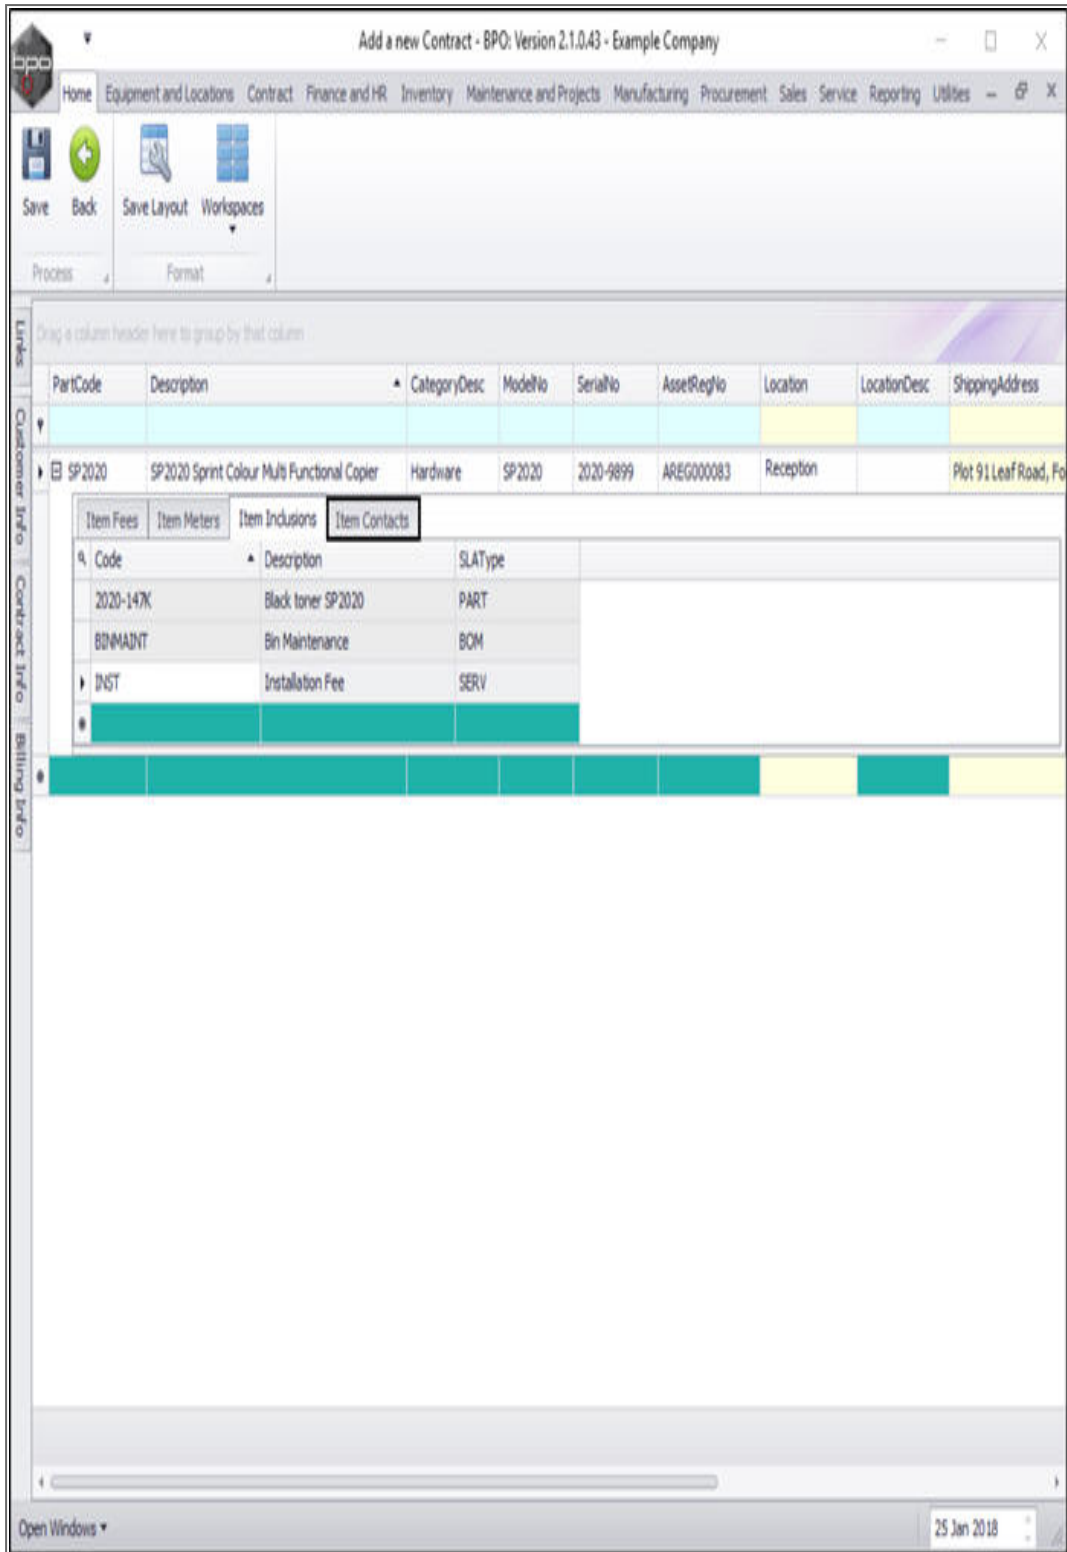 Add a new Contract - BPO: Version 2.1.0.43 - Example Company
bpo
Home Equipment and Locations Contract Finance and HR Inventory Maintenance and Projects Manufacturing Procurement Sales Service Reporting Utilities
Save Back Save Layout Workspaces
Process Format
Drag a column header here to group by that column
Links
Customer Info
Contract Info
Billing Info
PartCode Description CategoryDesc ModelNo SerialNo AssetRegNo Location LocationDesc ShippingAddress
SP2020 SP2020 Sprint Colour Multi Functional Copier Hardware SP2020 2020-9899 AREG000083 Reception Plot 91 Leaf Road, Fo
Item Fees Item Meters Item Inclusions Item Contacts
Code Description SLAType
2020-147K Black toner SP2020 PART
BINMAINT Bin Maintenance BOM
INST Installation Fee SERV
Open Windows 25 Jan 2018